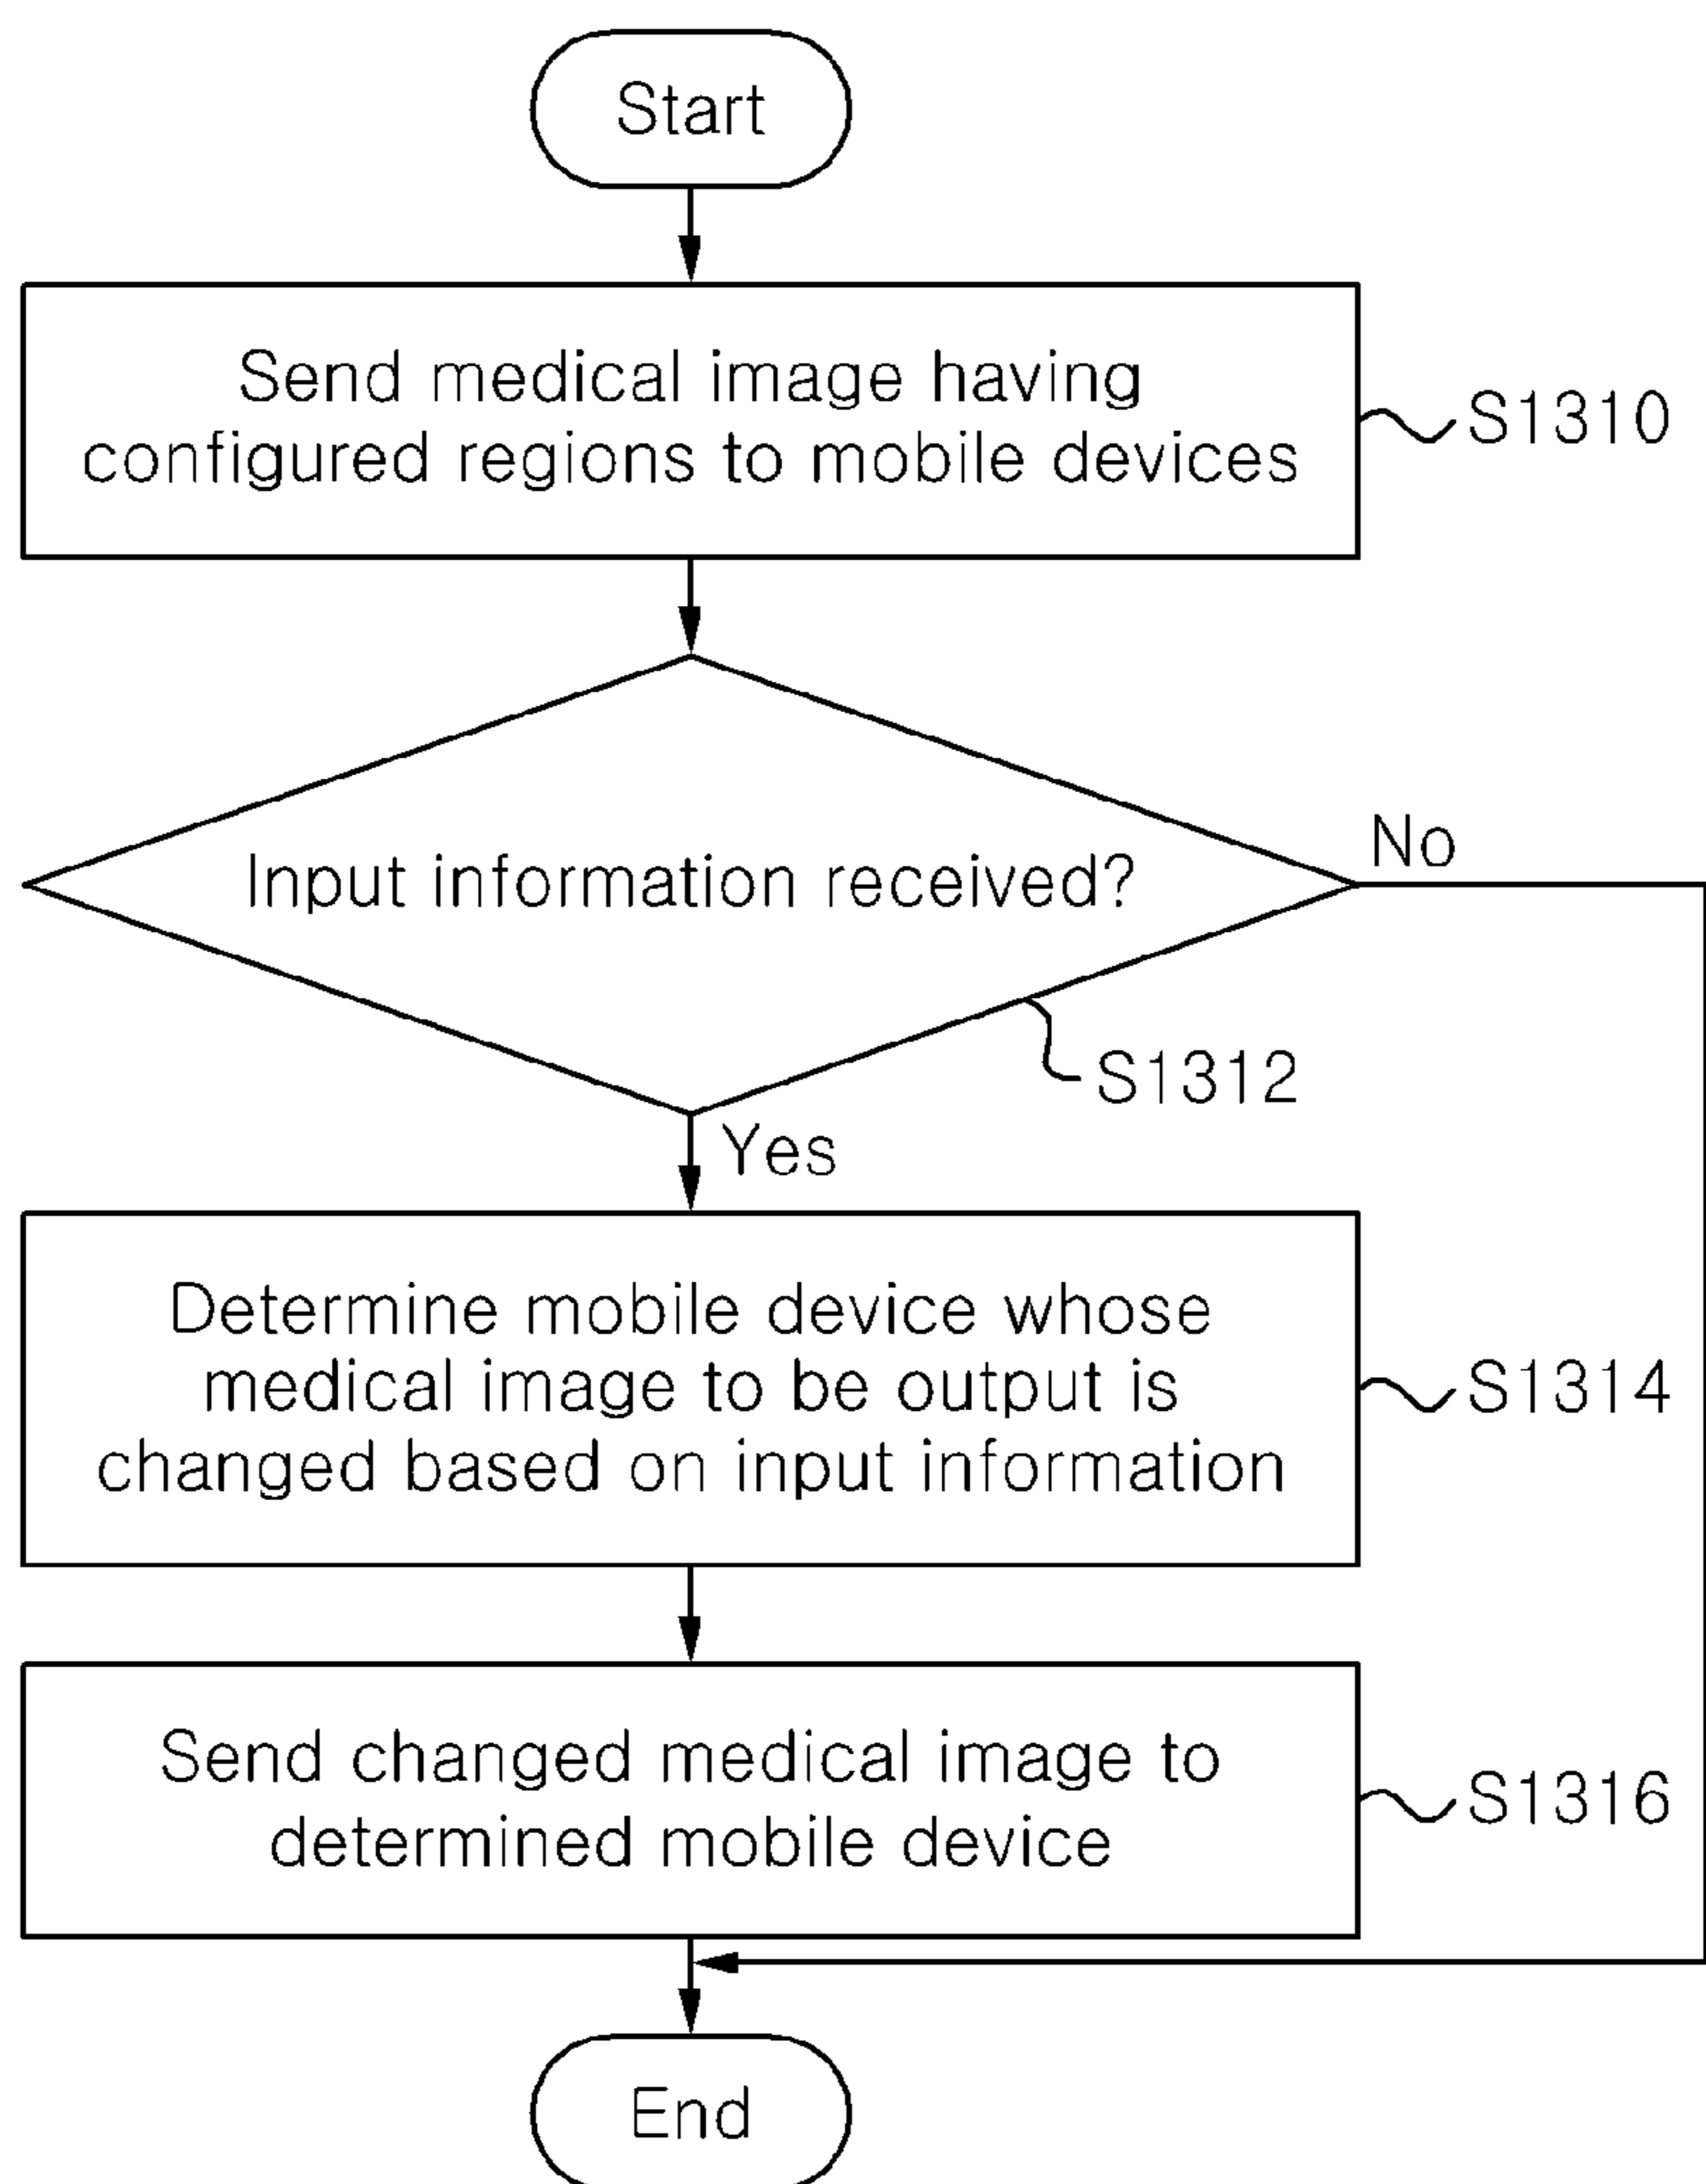 Start
Send medical image having
configured regions to mobile devices
S1310
Input information received?
No
S1312
Yes
Determine mobile device whose
medical image to be output is
changed based on input information
S1314
Send changed medical image to
determined mobile device
S1316
End